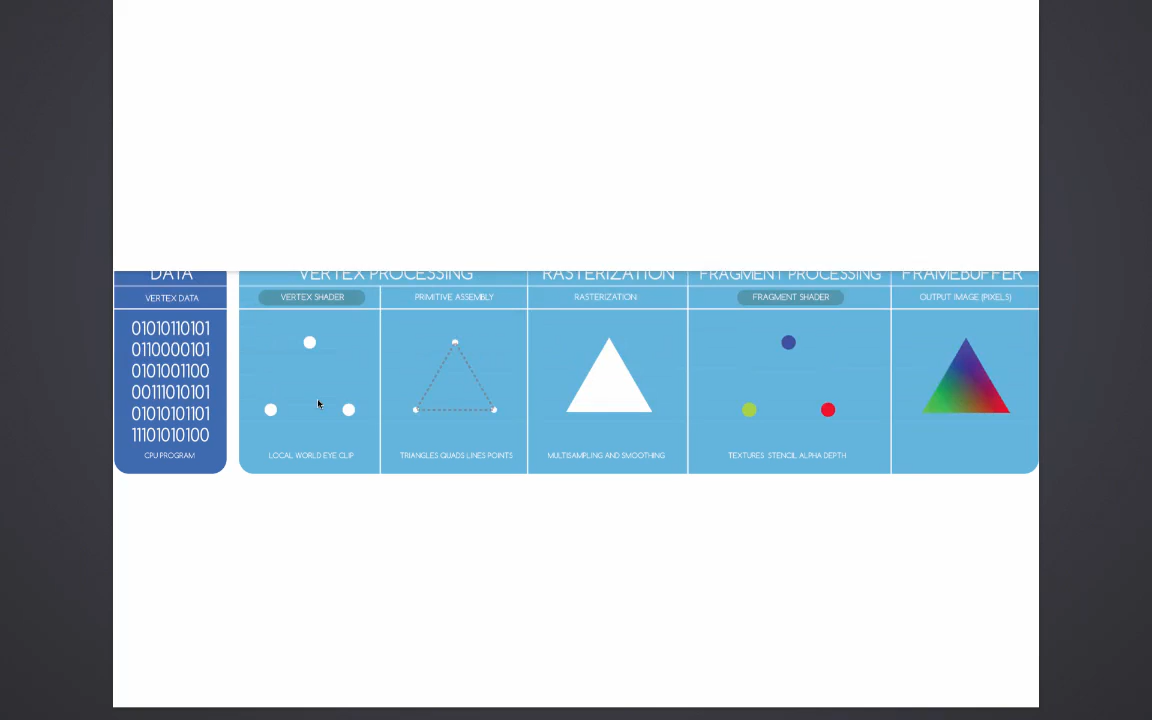 DATA
VERTEX PROCESSING
RASTERIZATION
FRAGMENT PROCESSING
FRAMEBUFFER
VERTEX DATA
VERTEX SHADER
PRIMITIVE ASSEMBLY
RASTERIZATION
FRAGMENT SHADER
OUTPUT IMAGE (PIXELS)
01010110101
0110000101
0101001100
00111010101
01010101101
11101010100
CPU PROGRAM
LOCAL WORLD EYE CLIP
TRIANGLES QUADS LINES POINTS
MULTISAMPLING AND SMOOTHING
TEXTURES STENCIL ALPHA DEPTH